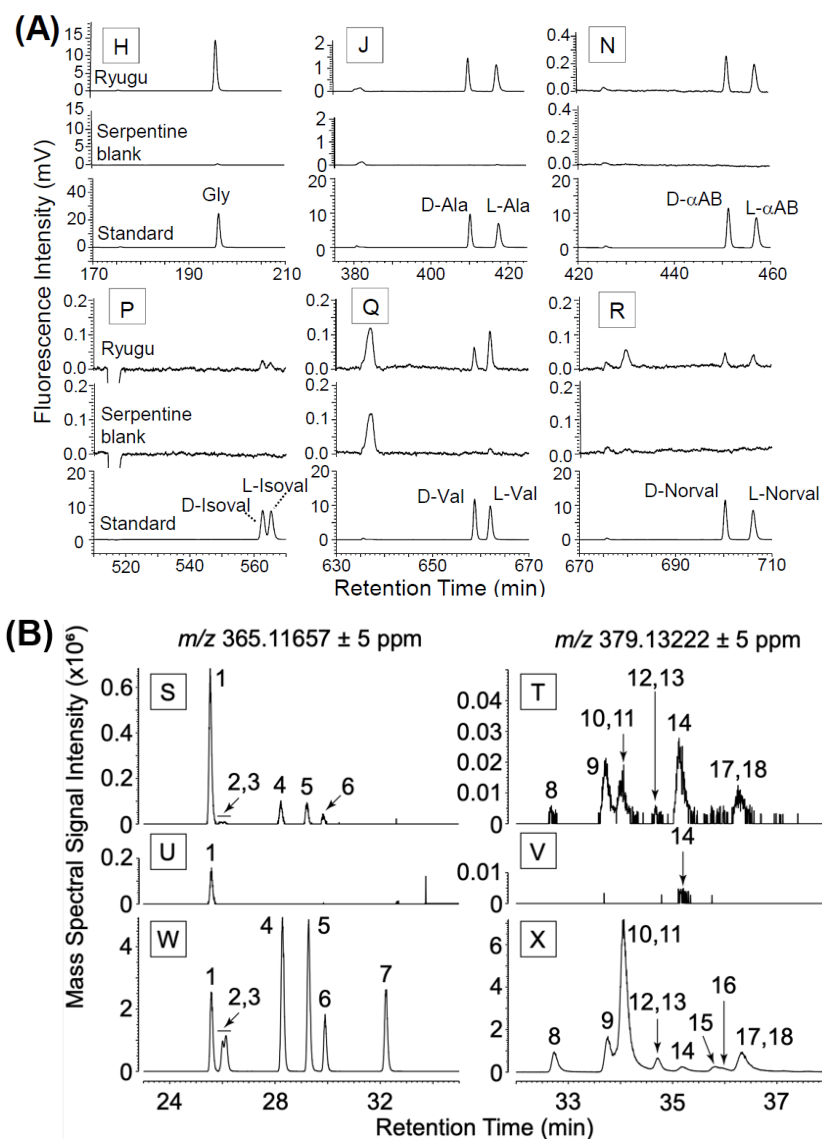 (A)
H
J
N
15
10
5
0
Ryugu
2
1
0
0.4
0.2
0.0
15
10
5
0
Serpentine
blank
2
1
0
0.4
0.2
0.0
40
20
0
Gly
Standard
20
10
0
D-Ala
L-Ala
20
10
0
D-αAB
L-αAB
170 190 210
380 400 420
420 440 460
Fluorescence Intensity (mV)
P
Q
R
0.2
0.1
0.0
Ryugu
0.2
0.1
0.0
0.2
0.1
0.0
0.2
0.1
0.0
Serpentine
blank
0.2
0.1
0.0
0.2
0.1
0.0
20
10
0
L-Isoval
D-Isoval
Standard
20
10
0
D-Val
L-Val
20
10
0
D-Norval
L-Norval
520 540 560
630 650 670
670 690 710
Retention Time (min)
(B)
m/z 365.11657 ± 5 ppm
m/z 379.13222 ± 5 ppm
Mass Spectral Signal Intensity (x10⁶)
S
0.6
0.4
0.2
0
1
2,3
4
5
6
T
0.04
0.03
0.02
0.01
0
8
9
10,11
12,13
14
17,18
U
0.2
0
1
V
0.01
0
14
W
4
2
0
1
2,3
4
5
6
7
X
6
4
2
0
8
9
10,11
12,13
14
15
16
17,18
24 28 32
33 35 37
Retention Time (min)